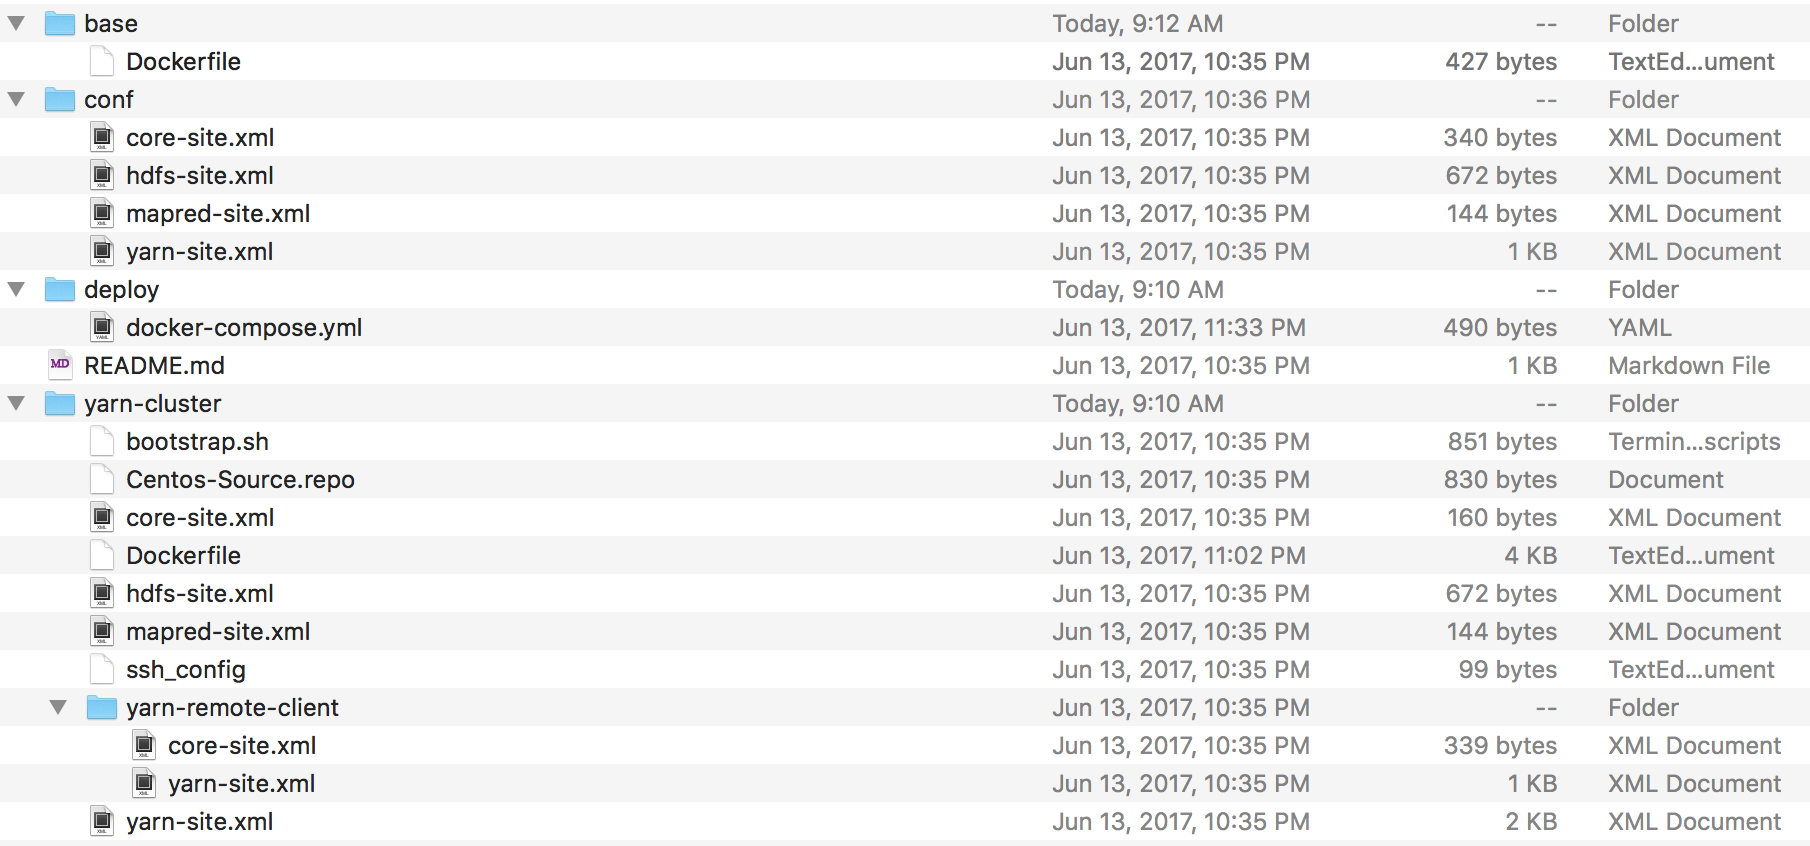 base Today, 9:12 AM -- Folder
Dockerfile Jun 13, 2017, 10:35 PM 427 bytes TextEd...ument
conf Jun 13, 2017, 10:36 PM -- Folder
core-site.xml Jun 13, 2017, 10:35 PM 340 bytes XML Document
hdfs-site.xml Jun 13, 2017, 10:35 PM 672 bytes XML Document
mapred-site.xml Jun 13, 2017, 10:35 PM 144 bytes XML Document
yarn-site.xml Jun 13, 2017, 10:35 PM 1 KB XML Document
deploy Today, 9:10 AM -- Folder
docker-compose.yml Jun 13, 2017, 11:33 PM 490 bytes YAML
MD README.md Jun 13, 2017, 10:35 PM 1 KB Markdown File
yarn-cluster Today, 9:10 AM -- Folder
bootstrap.sh Jun 13, 2017, 10:35 PM 851 bytes Termin...scripts
Centos-Source.repo Jun 13, 2017, 10:35 PM 830 bytes Document
core-site.xml Jun 13, 2017, 10:35 PM 160 bytes XML Document
Dockerfile Jun 13, 2017, 11:02 PM 4 KB TextEd...ument
hdfs-site.xml Jun 13, 2017, 10:35 PM 672 bytes XML Document
mapred-site.xml Jun 13, 2017, 10:35 PM 144 bytes XML Document
ssh_config Jun 13, 2017, 10:35 PM 99 bytes TextEd...ument
yarn-remote-client Jun 13, 2017, 10:35 PM -- Folder
core-site.xml Jun 13, 2017, 10:35 PM 339 bytes XML Document
yarn-site.xml Jun 13, 2017, 10:35 PM 1 KB XML Document
yarn-site.xml Jun 13, 2017, 10:35 PM 2 KB XML Document